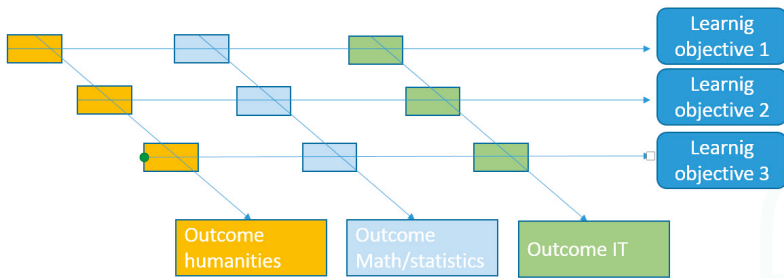 Learnig
objective 1
Learnig
objective 2
Learnig
objective 3
Outcome
humanities
Outcome
Math/statistics
Outcome IT